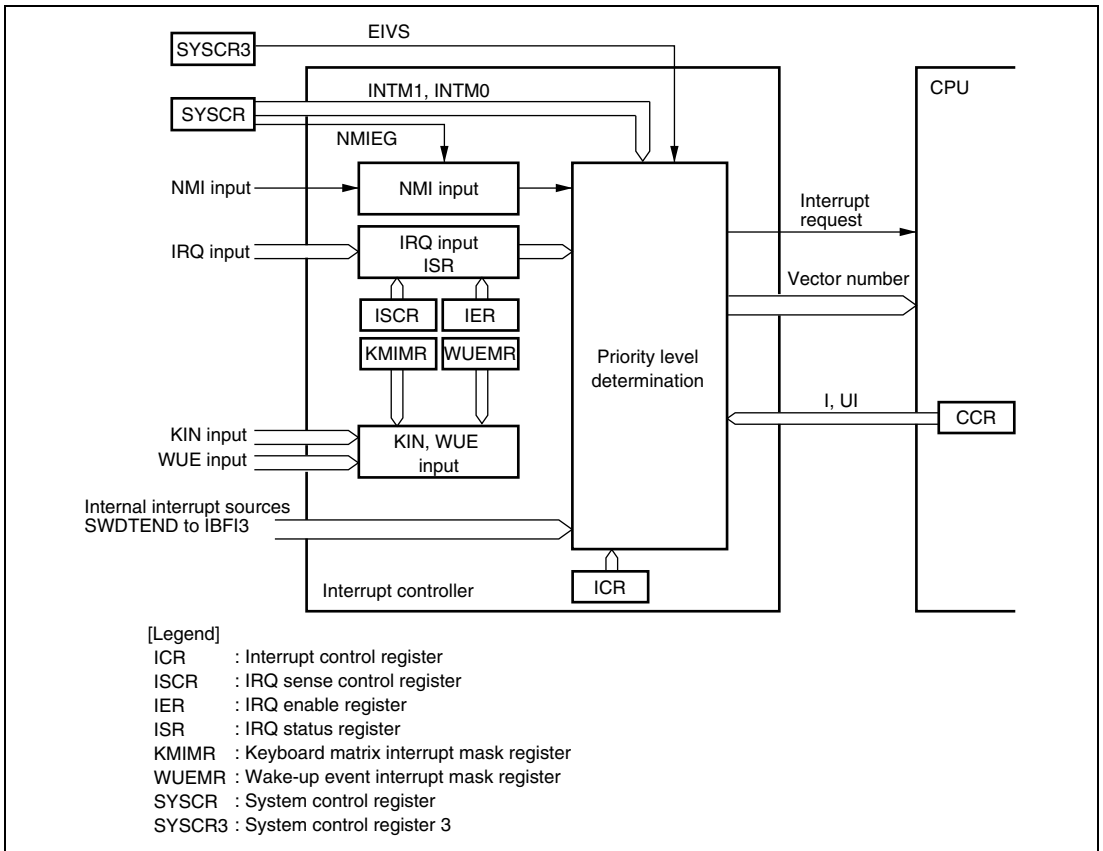 EIVS
SYSCR3
CPU
INTM1, INTM0
SYSCR
NMIEG
NMI input
NMI input
Interrupt
request
IRQ input
IRQ input
ISR
Vector number
ISCR
IER
KMIMR
WUEMR
Priority level
determination
I, UI
CCR
KIN input
WUE input
KIN, WUE
input
Internal interrupt sources
SWDTEND to IBFI3
ICR
Interrupt controller
[Legend]
ICR : Interrupt control register
ISCR : IRQ sense control register
IER : IRQ enable register
ISR : IRQ status register
KMIMR : Keyboard matrix interrupt mask register
WUEMR : Wake-up event interrupt mask register
SYSCR : System control register
SYSCR3 : System control register 3